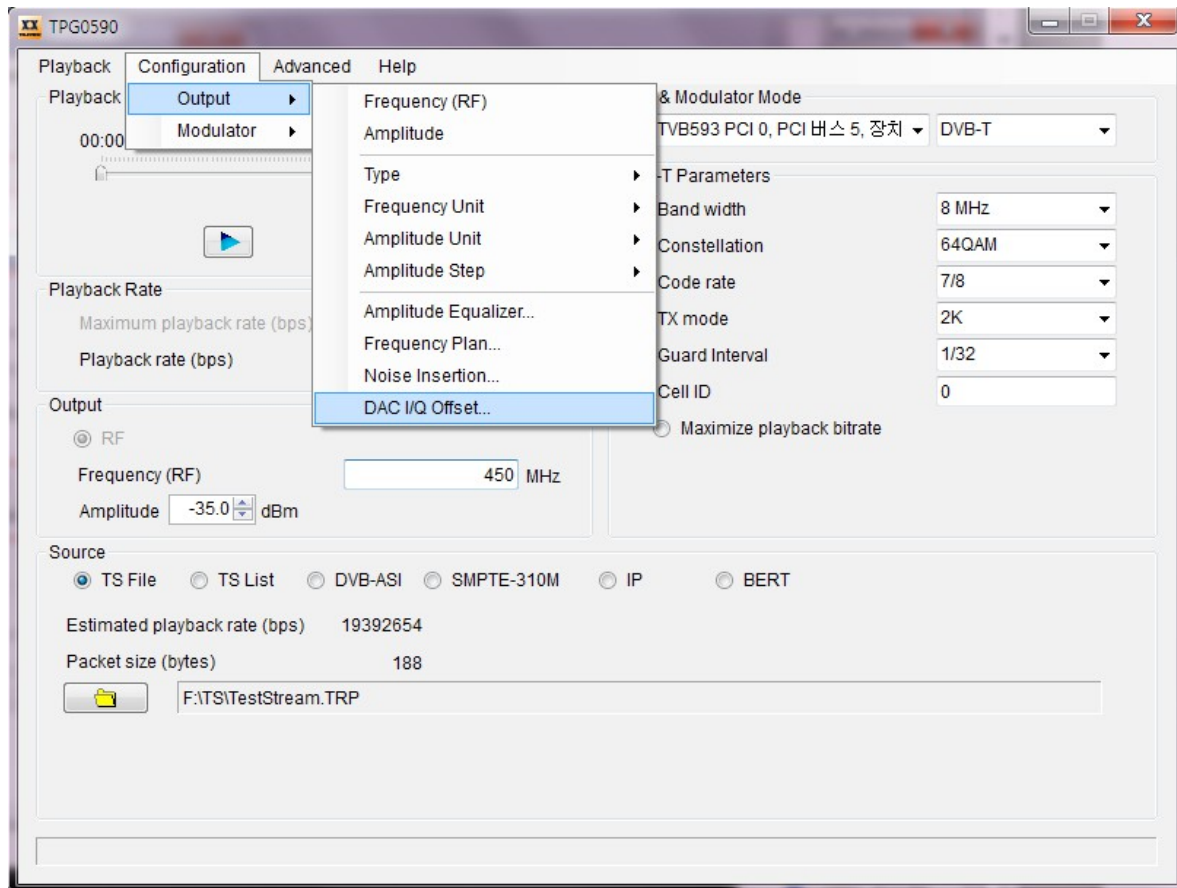 TPG0590
Playback Configuration Advanced Help
Playback
Output
Modulator
00:00
Frequency (RF)
Amplitude
Type
Frequency Unit
Amplitude Unit
Amplitude Step
Amplitude Equalizer...
Frequency Plan...
Noise Insertion...
DAC I/Q Offset...
& Modulator Mode
TVB593 PCI 0, PCI 버스 5, 장치 DVB-T
-T Parameters
Band width 8 MHz
Constellation 64QAM
Code rate 7/8
TX mode 2K
Guard Interval 1/32
Cell ID 0
Maximize playback bitrate
Playback Rate
Maximum playback rate (bps)
Playback rate (bps)
Output
RF
Frequency (RF) 450 MHz
Amplitude -35.0 dBm
Source
TS File TS List DVB-ASI SMPTE-310M IP BERT
Estimated playback rate (bps) 19392654
Packet size (bytes) 188
F:\TS\TestStream.TRP